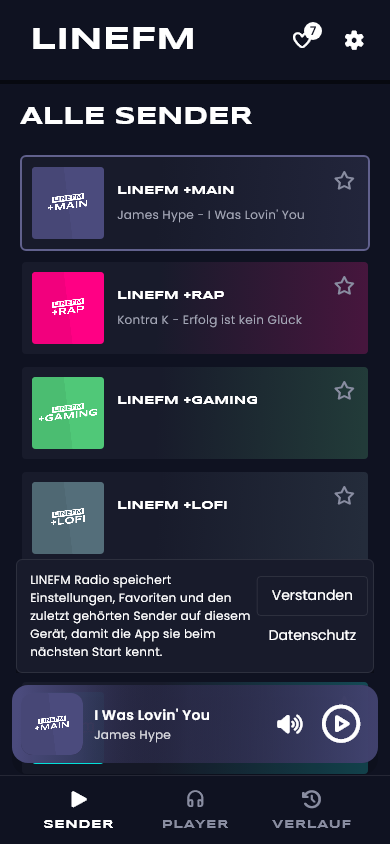 LINEFM
7
ALLE SENDER
LINEFM
+MAIN
LINEFM +MAIN
James Hype - I Was Lovin' You
LINEFM
+RAP
LINEFM +RAP
Kontra K - Erfolg ist kein Glück
LINEFM
+GAMING
LINEFM +GAMING
LINEFM
+LOFI
LINEFM +LOFI
LINEFM Radio speichert
Einstellungen, Favoriten und den
zuletzt gehörten Sender auf diesem
Gerät, damit die App sie beim
nächsten Start kennt.
Verstanden
Datenschutz
LINEFM
+MAIN
I Was Lovin' You
James Hype
SENDER
PLAYER
VERLAUF